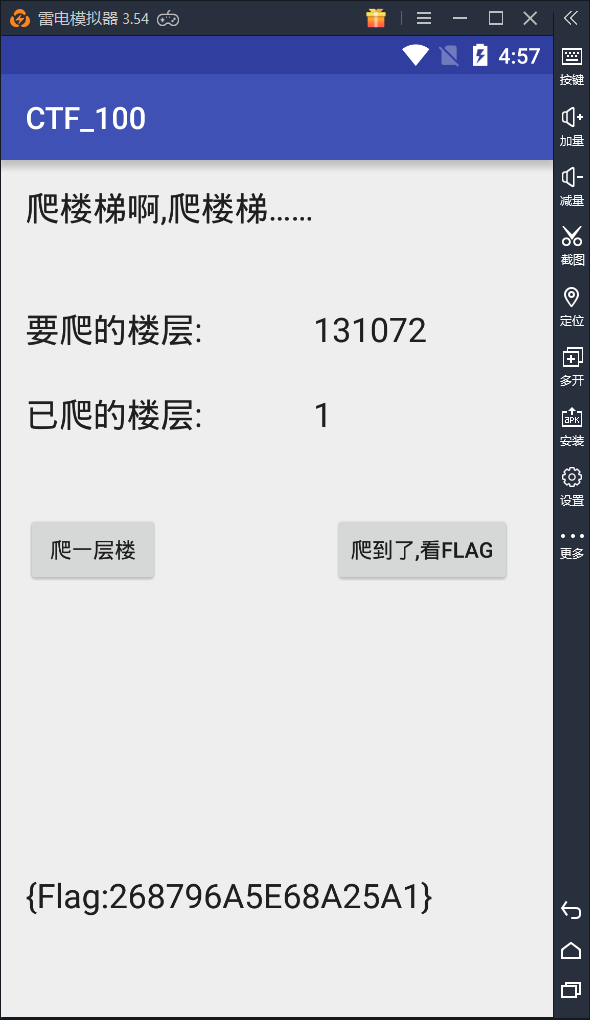 雷电模拟器 3.54
4:57
CTF_100
爬楼梯啊,爬楼梯......
要爬的楼层: 131072
已爬的楼层: 1
爬一层楼 爬到了,看FLAG
{Flag:268796A5E68A25A1}
按键
加量
减量
截图
定位
多开
APK
安装
设置
更多